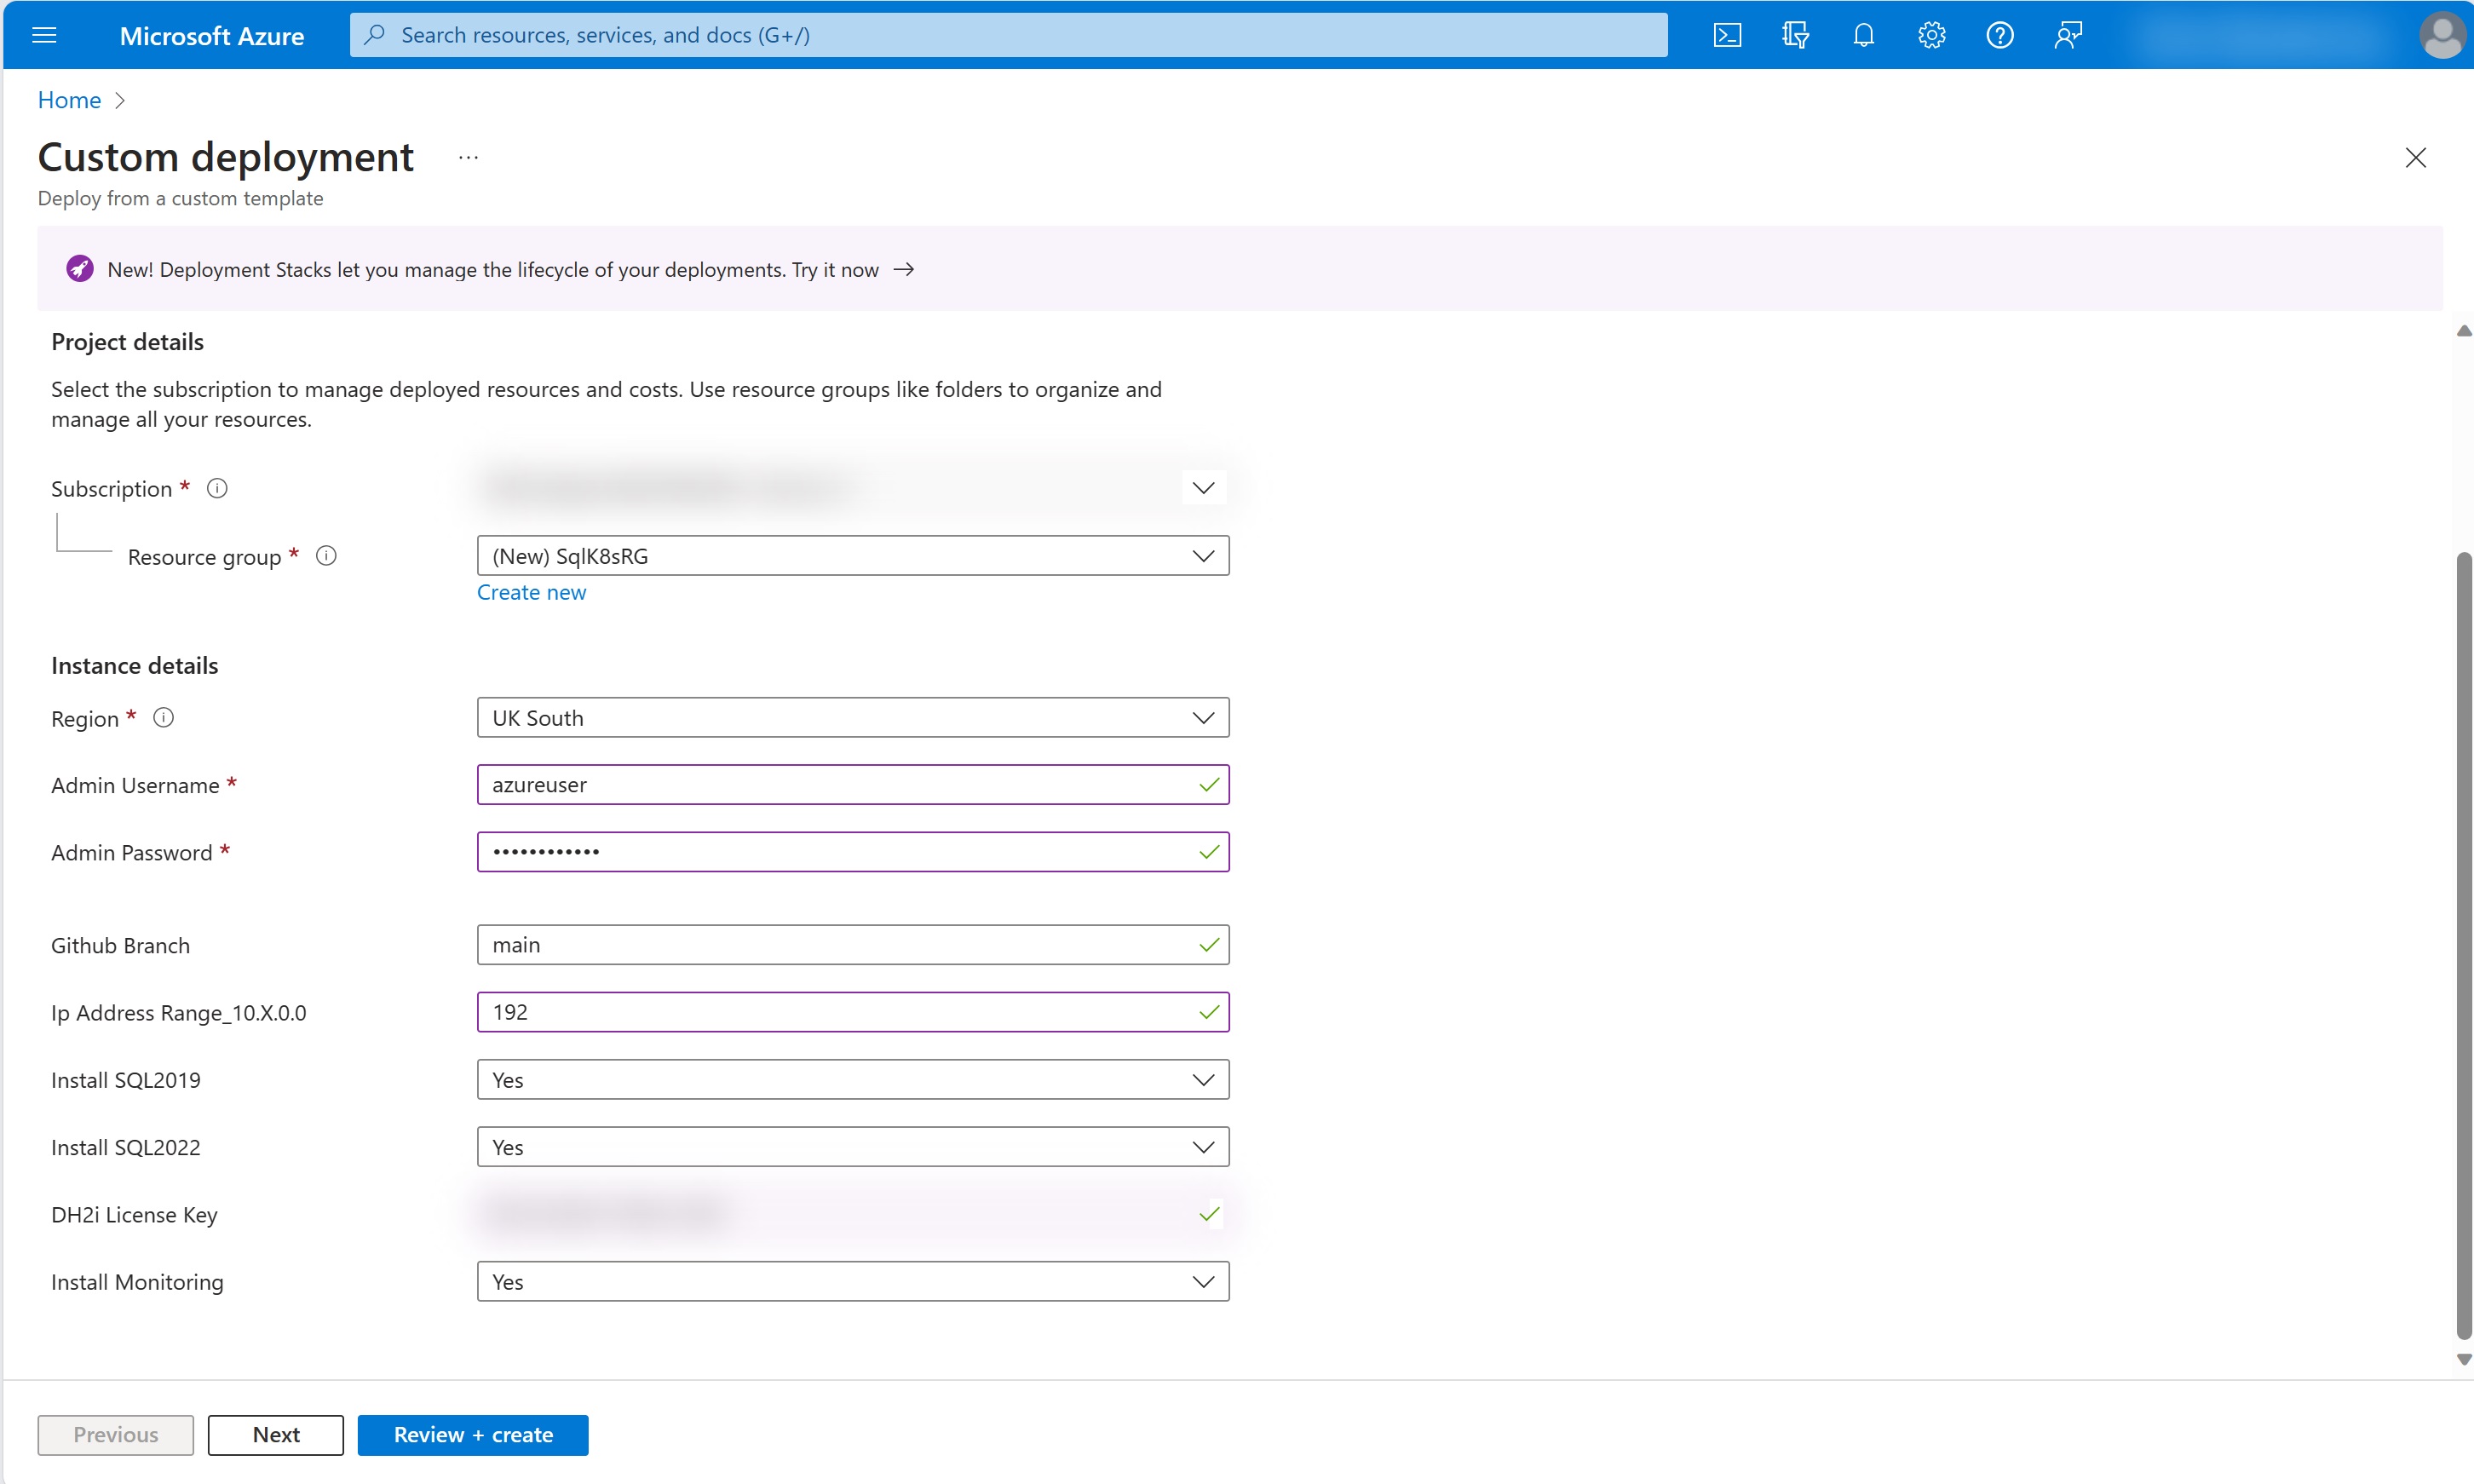 Microsoft Azure
Search resources, services, and docs (G+/)
Home
Custom deployment ...
Deploy from a custom template
New! Deployment Stacks let you manage the lifecycle of your deployments. Try it now →
Project details
Select the subscription to manage deployed resources and costs. Use resource groups like folders to organize and
manage all your resources.
Subscription *
Resource group * (New) SqlK8sRG
Create new
Instance details
Region * UK South
Admin Username * azureuser
Admin Password * ••••••••••••
Github Branch main
Ip Address Range_10.X.0.0 192
Install SQL2019 Yes
Install SQL2022 Yes
DH2i License Key
Install Monitoring Yes
Previous Next Review + create